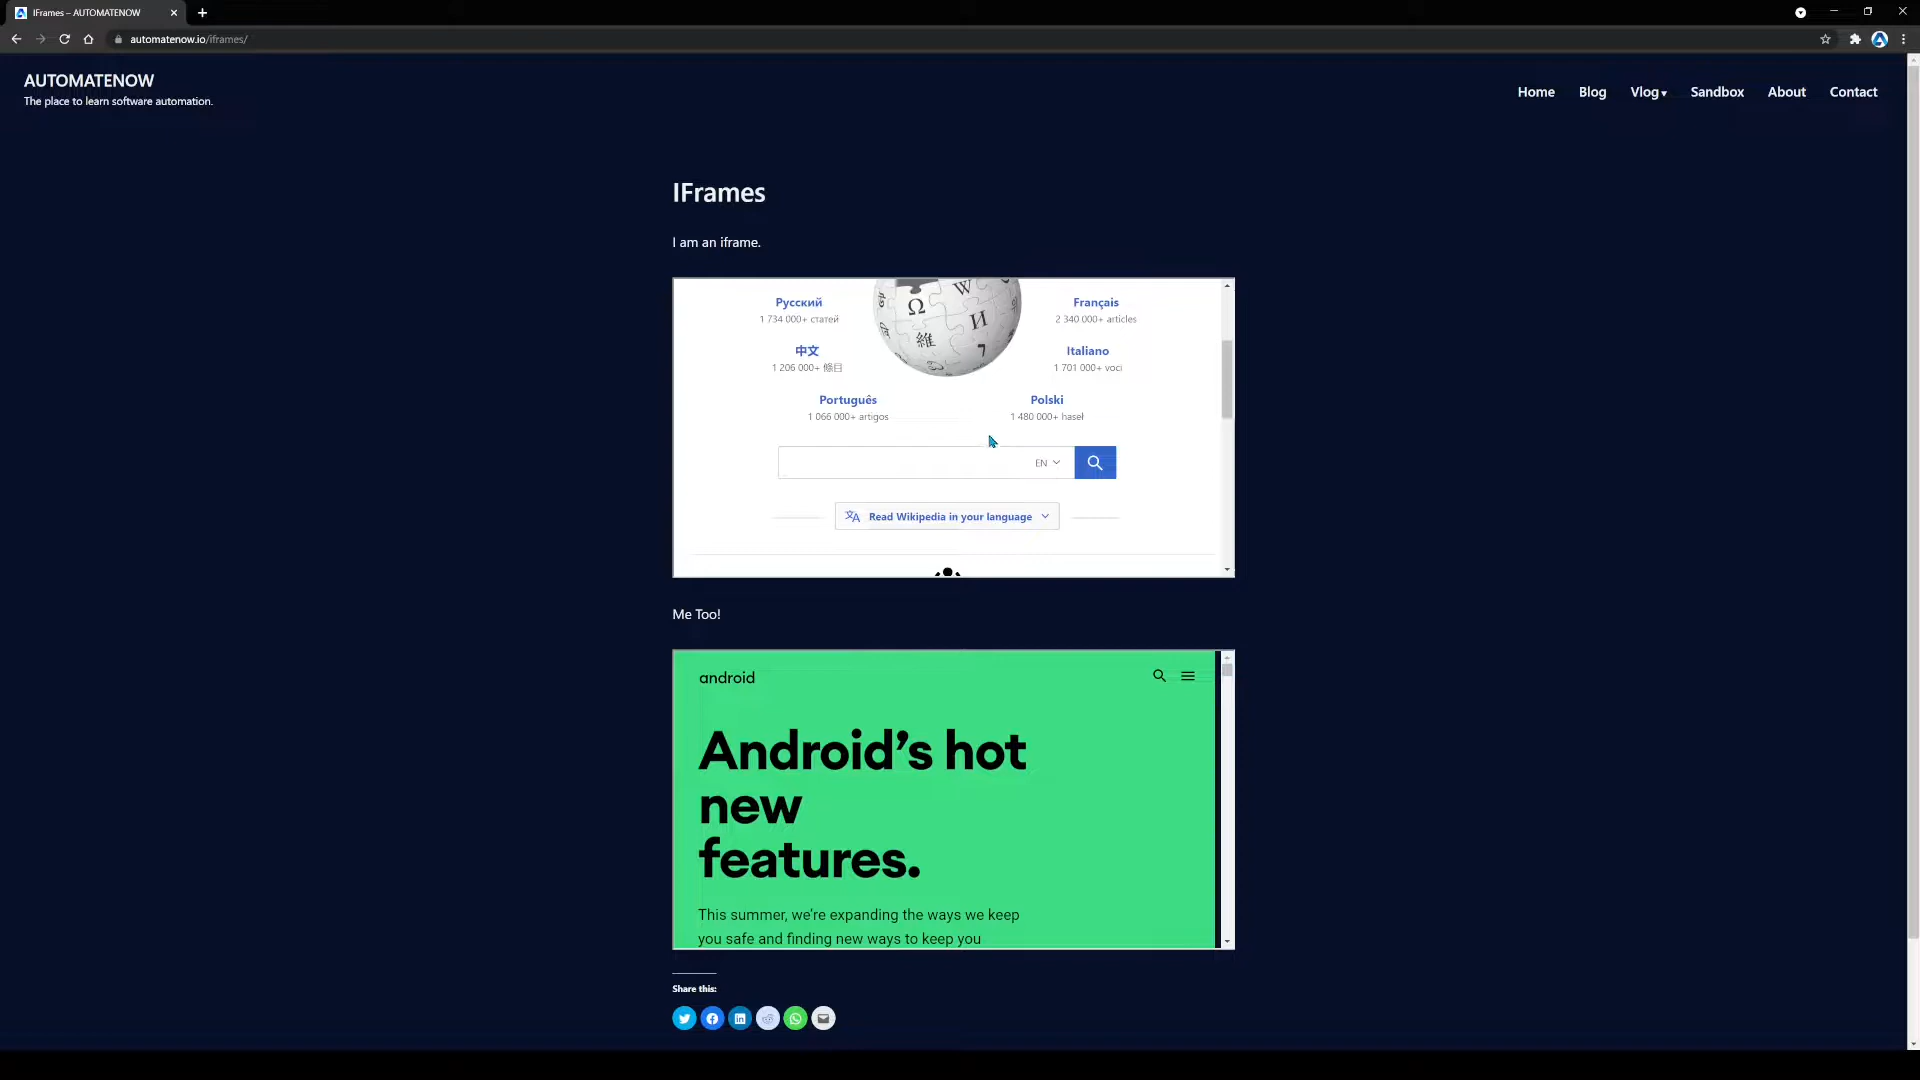 IFrames – AUTOMATENOW
automatenow.io/iframes/
AUTOMATENOW
The place to learn software automation.
Home Blog Vlog▾ Sandbox About Contact
IFrames
I am an iframe.
Русский Français
1 734 000+ статей 2 340 000+ articles
中文 Italiano
1 206 000+ 條目 1 701 000+ voci
Português Polski
1 066 000+ artigos 1 480 000+ haseł
Ω W И 維 7
EN
Read Wikipedia in your language
Me Too!
android
Android’s hot
new
features.
This summer, we’re expanding the ways we keep
you safe and finding new ways to keep you
Share this: